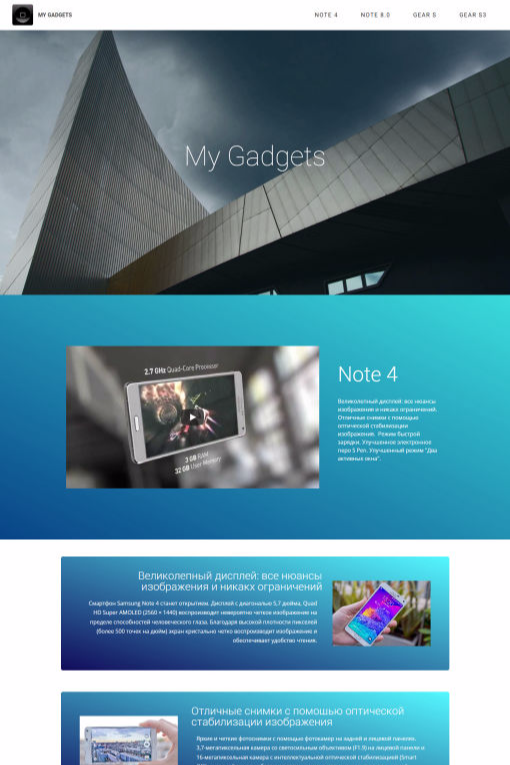 MY GADGETS
NOTE 4
NOTE 8.0
GEAR S
GEAR S3
My Gadgets
2.7 GHz Quad-Core Processor
3 GB RAM
32 GB User Memory
Note 4
Великолепный дисплей: все нюансы
изображения и никакх ограничений.
Отличные снимки с помощью
оптической стабилизации
изображения. Режим быстрой
зарядки. Улучшенное электронное
перо S Pen. Улучшенный режим "Два
активных окна".
Великолепный дисплей: все нюансы
изображения и никакх ограничений
Смартфон Samsung Note 4 станет открытием. Дисплей с диагональю 5,7 дюйма, Quad
HD Super AMOLED (2560 × 1440) воспроизводит невероятно четкое изображение на
пределе способностей человеческого глаза. Благодаря высокой плотности пикселей
(более 500 точек на дюйм) экран кристально четко воспроизводит изображение и
обеспечивает удобство чтения.
Отличные снимки с помощью оптической
стабилизации изображения
Яркие и четкие фотоснимки с помощью фотокамер на задней и лицевой панелях.
3,7-мегапиксельная камера со светосильным объективом (F1.9) на лицевой панели и
16-мегапиксельная камера с интеллектуальной оптической стабилизацией (Smart